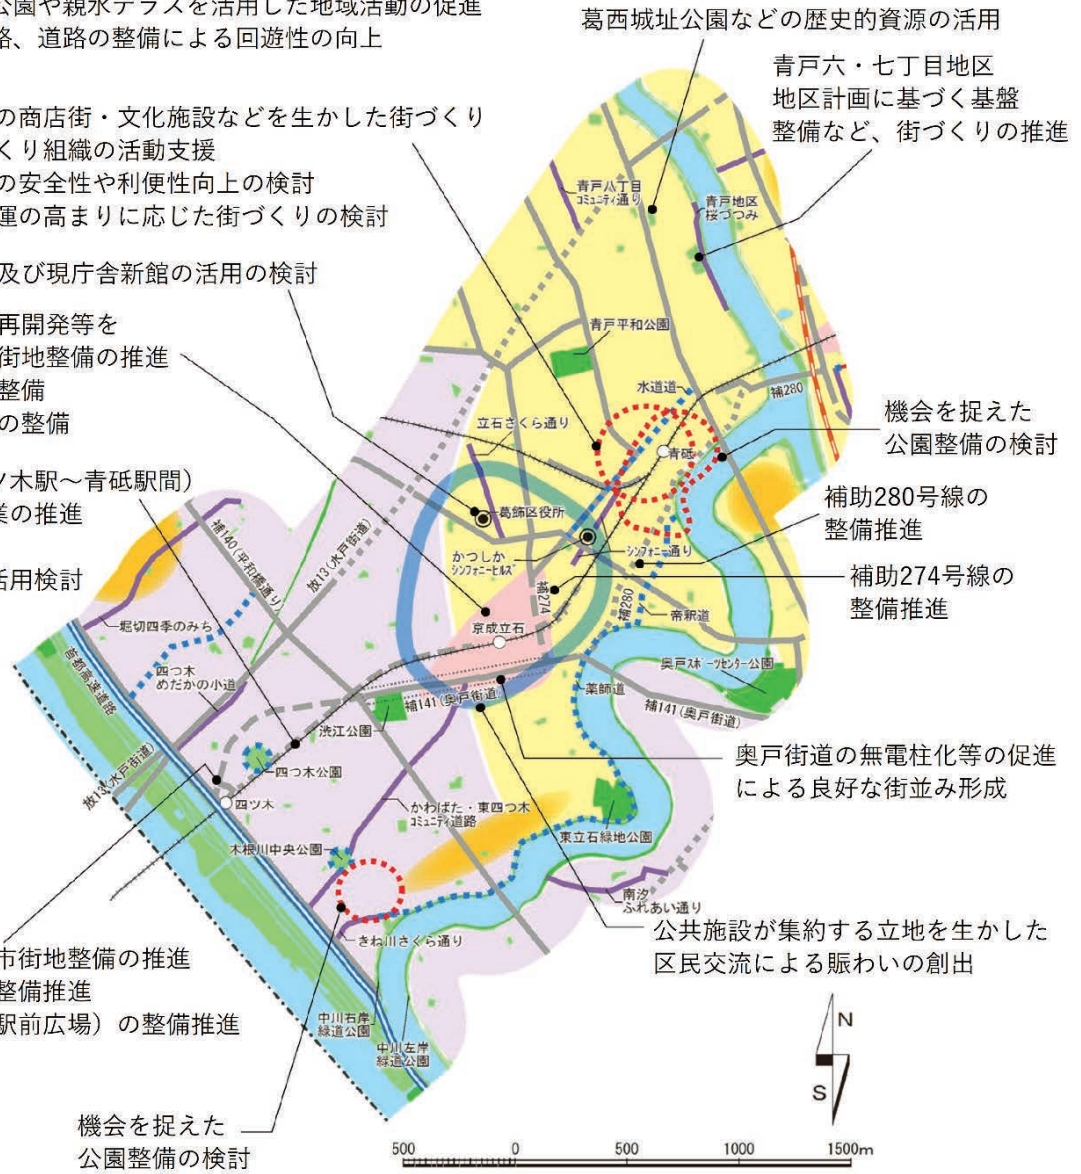 公園や親水テラスを活用した地域活動の促進
路、道路の整備による回遊性の向上
葛西城址公園などの歴史的資源の活用
青戸六・七丁目地区
地区計画に基づく基盤
整備など、街づくりの推進
の商店街・文化施設などを生かした街づくり
くり組織の活動支援
の安全性や利便性向上の検討
運の高まりに応じた街づくりの検討
及び現庁舎新館の活用の検討
再開発等を
街地整備の推進
整備
の整備
ツ木駅～青砥駅間）
業の推進
活用検討
青戸八丁目
コミュニティ通り
青戸地区
桜づつみ
青戸平和公園
水道道
補280
立石さくら通り
青砥
機会を捉えた
公園整備の検討
葛飾区役所
補助280号線の
整備推進
かつしか
シンフォニーヒルズ
シンフォニー通り
補助274号線の
整備推進
補140(平和橋通り)
放13(水戸街道)
補274
補280
帝釈道
京成立石
堀切四季のみち
四つ木
めだかの小道
首都高速道路
奥戸スポーツセンター公園
薬師道
補141(奥戸街道)
補141(奥戸街道)
渋江公園
四つ木公園
放13(水戸街道)
四ツ木
奥戸街道の無電柱化等の促進
による良好な街並み形成
かわばた・東四つ木
コミュニティ道路
木根川中央公園
東立石緑地公園
南汐
ふれあい通り
きね川さくら通り
公共施設が集約する立地を生かした
区民交流による賑わいの創出
市街地整備の推進
整備推進
駅前広場）の整備推進
中川右岸
緑道公園
中川左岸
緑道公園
N
S
機会を捉えた
公園整備の検討
500 0 500 1000 1500m